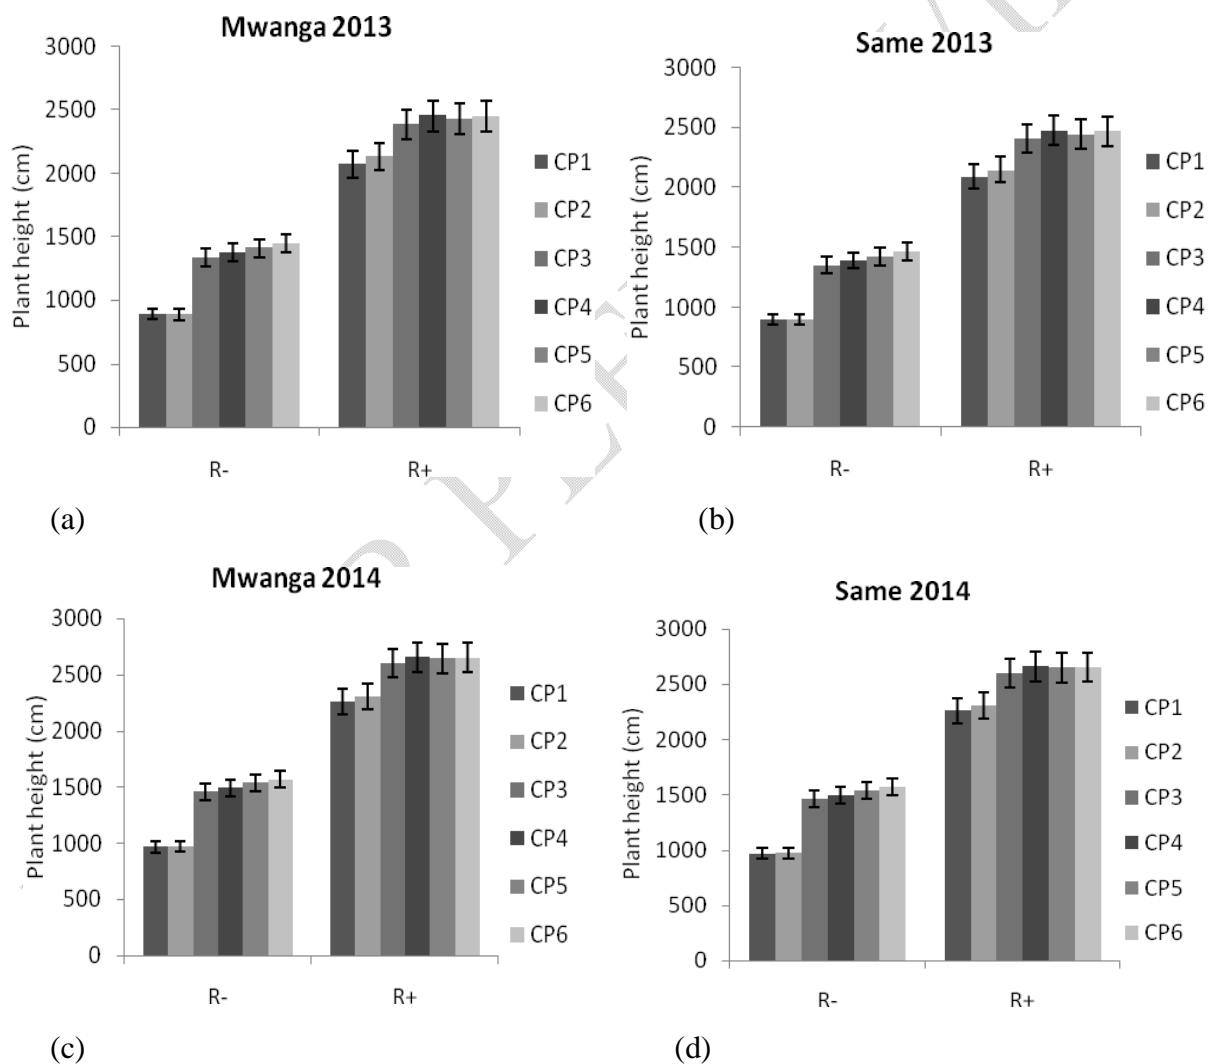 Mwanga 2013
Plant height (cm)
3000
2500
2000
1500
1000
500
0
R-
R+
CP1
CP2
CP3
CP4
CP5
CP6
(a)
Same 2013
Plant height (cm)
3000
2500
2000
1500
1000
500
0
R-
R+
CP1
CP2
CP3
CP4
CP5
CP6
(b)
Mwanga 2014
Plant height (cm)
3000
2500
2000
1500
1000
500
0
R-
R+
CP1
CP2
CP3
CP4
CP5
CP6
(c)
Same 2014
Plant height (cm)
3000
2500
2000
1500
1000
500
0
R-
R+
CP1
CP2
CP3
CP4
CP5
CP6
(d)